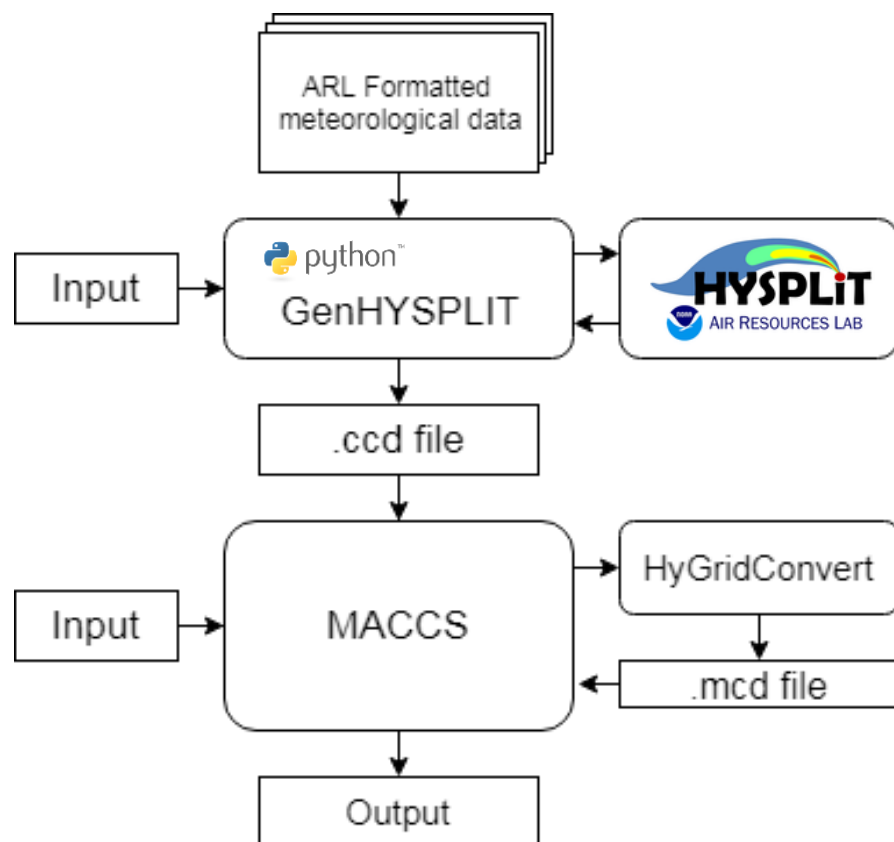 ARL Formatted
meteorological data
Input
python™
GenHYSPLIT
HYSPLiT
NOAA
AIR RESOURCES LAB
.ccd file
Input
MACCS
HyGridConvert
.mcd file
Output